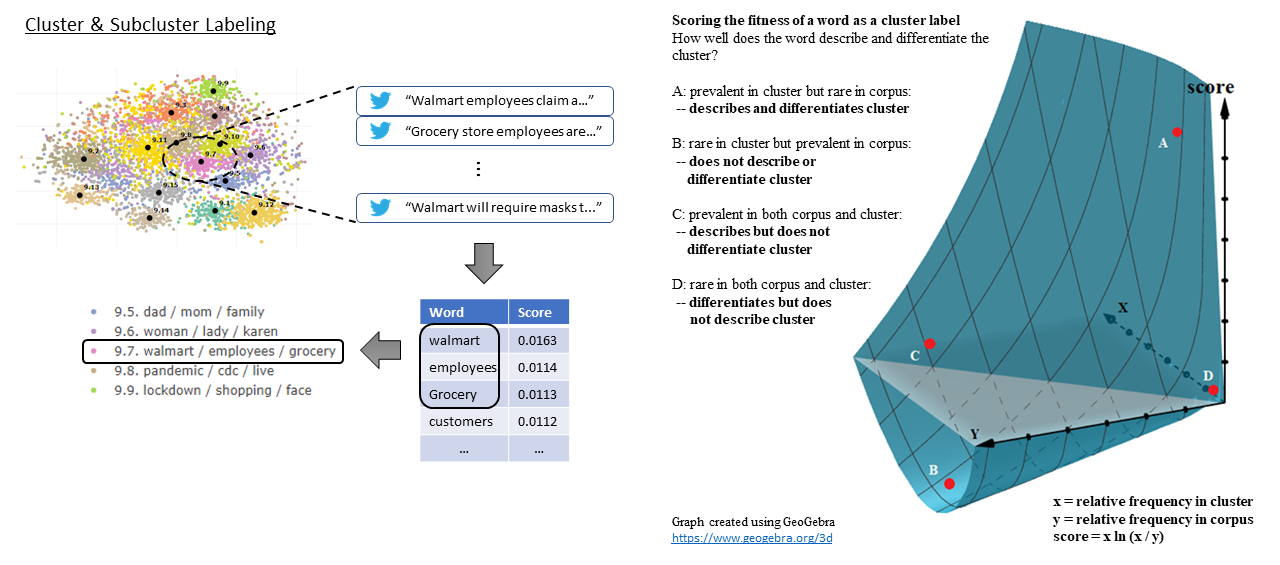 Cluster & Subcluster Labeling
9.9
9.3
9.4
9.8
9.10
9.11
9.6
9.2
9.7
9.5
9.13
9.15
9.14
9.1
9.12
“Walmart employees claim a...”
“Grocery store employees are...”
“Walmart will require masks t...”
Word Score
walmart 0.0163
employees 0.0114
Grocery 0.0113
customers 0.0112
... ...
9.5. dad / mom / family
9.6. woman / lady / karen
9.7. walmart / employees / grocery
9.8. pandemic / cdc / live
9.9. lockdown / shopping / face
Scoring the fitness of a word as a cluster label
How well does the word describe and differentiate the
cluster?
A: prevalent in cluster but rare in corpus:
-- describes and differentiates cluster
B: rare in cluster but prevalent in corpus:
-- does not describe or
differentiate cluster
C: prevalent in both corpus and cluster:
-- describes but does not
differentiate cluster
D: rare in both corpus and cluster:
-- differentiates but does
not describe cluster
score
A
X
C
D
Y
B
x = relative frequency in cluster
y = relative frequency in corpus
score = x ln (x / y)
Graph created using GeoGebra
https://www.geogebra.org/3d